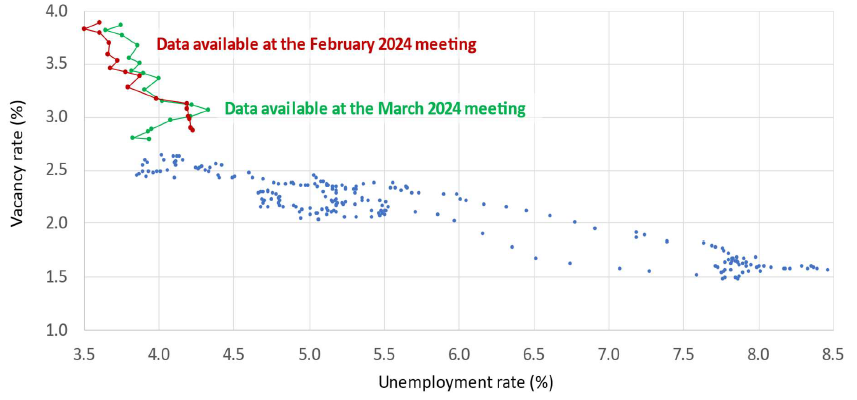 4.0
Data available at the February 2024 meeting
3.5
Data available at the March 2024 meeting
3.0
2.5
2.0
1.5
1.0
Vacancy rate (%)
3.5 4.0 4.5 5.0 5.5 6.0 6.5 7.0 7.5 8.0 8.5
Unemployment rate (%)